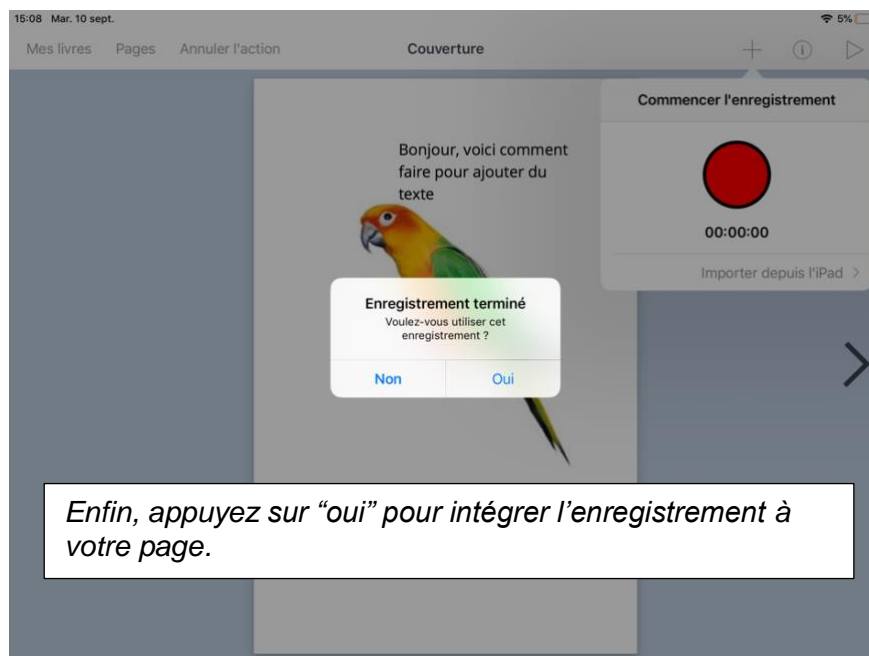 15:08 Mar. 10 sept.
5%
Mes livres Pages Annuler l'action Couverture
Commencer l'enregistrement
Bonjour, voici comment
faire pour ajouter du
texte
00:00:00
Importer depuis l'iPad >
Enregistrement terminé
Voulez-vous utiliser cet
enregistrement ?
Non Oui
Enfin, appuyez sur “oui” pour intégrer l’enregistrement à
votre page.